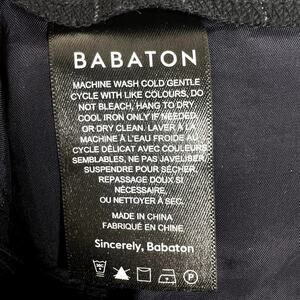 BABATON
MACHINE WASH COLD GENTLE
CYCLE WITH LIKE COLOURS, DO
NOT BLEACH, HANG TO DRY
COOL IRON ONLY IF NEEDED,
OR DRY CLEAN. LAVER À LA
MACHINE À L'EAU FROIDE AU
CYCLE DÉLICAT AVEC COULEURS
SEMBLABLES, NE PAS JAVELISER,
SUSPENDRE POUR SÉCHER,
REPASSAGE DOUX SI
NÉCESSAIRE,
OU NETTOYER À SEC.
MADE IN CHINA
FABRIQUÉ EN CHINE
Sincerely, Babaton